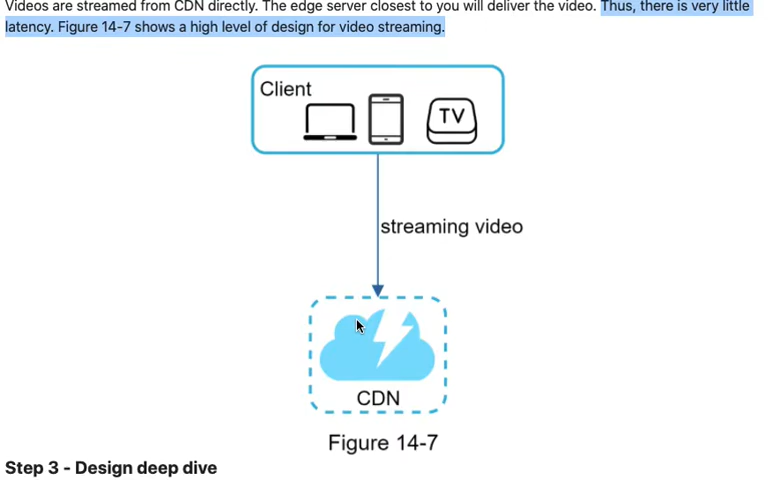 Videos are streamed from CDN directly. The edge server closest to you will deliver the video. Thus, there is very little
latency. Figure 14-7 shows a high level of design for video streaming.
Client
TV
streaming video
CDN
Figure 14-7
Step 3 - Design deep dive